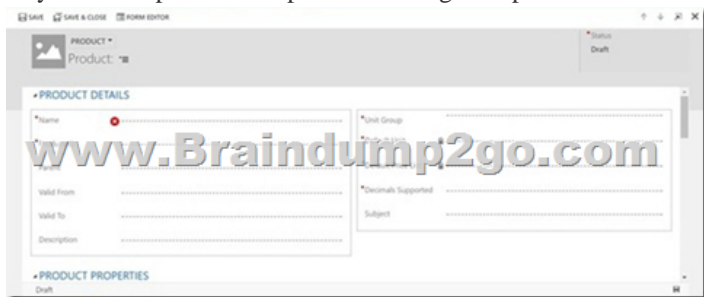 SAVE SAVE & CLOSE FORM EDITOR
PRODUCT
Product:
*Status
Draft
PRODUCT DETAILS
*Name
*Unit Group
www.Braindump2go.com
Parent
Valid From
*Decimals Supported
Valid To
Subject
Description
PRODUCT PROPERTIES
Draft